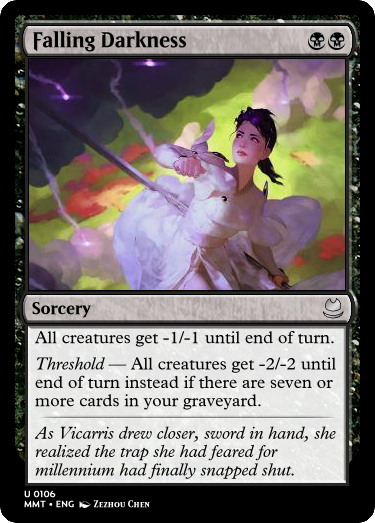 Falling Darkness
Sorcery
All creatures get -1/-1 until end of turn.
Threshold — All creatures get -2/-2 until
end of turn instead if there are seven or
more cards in your graveyard.
As Vicarris drew closer, sword in hand, she
realized the trap she had feared for
millennium had finally snapped shut.
U 0106
MMT • ENG Zezhou Chen